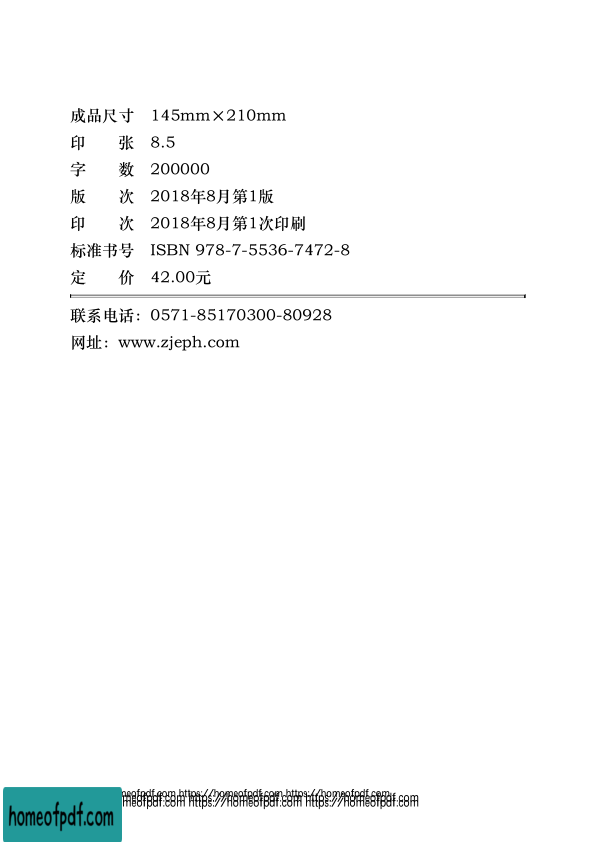 成品尺寸 145mm×210mm
印 张 8.5
字 数 200000
版 次 2018年8月第1版
印 次 2018年8月第1次印刷
标准书号 ISBN 978-7-5536-7472-8
定 价 42.00元
联系电话：0571-85170300-80928
网址：www.zjeph.com
meofpdf.com https://homeofpdf.com https://homeofpdf.com
meofpdf.com https://homeofpdf.com https://homeofpdf.com
homeofpdf.com